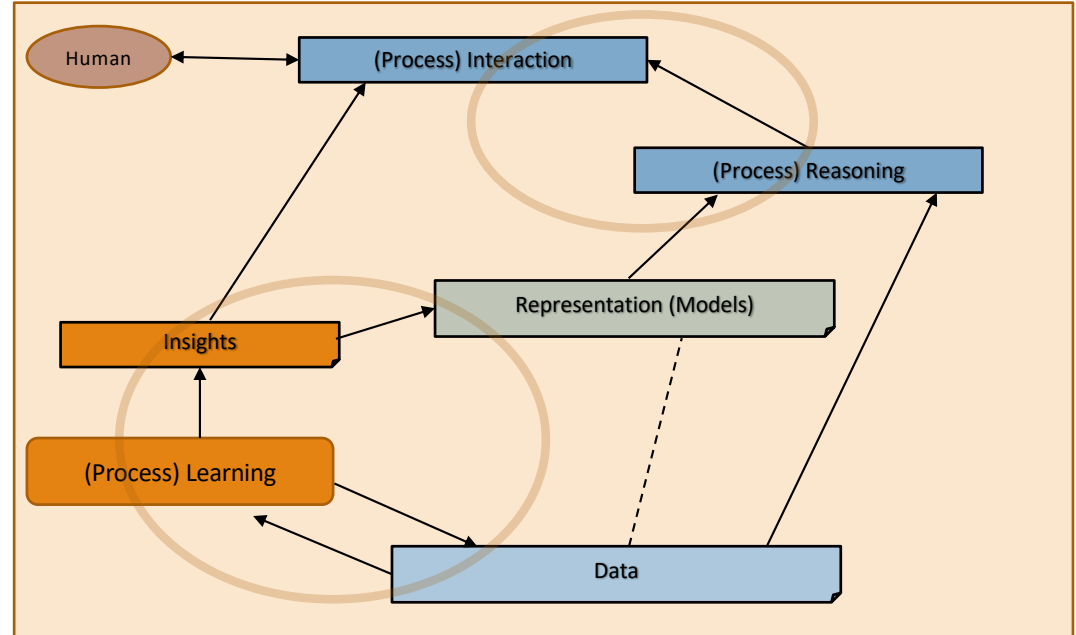 Human
(Process) Interaction
(Process) Reasoning
Representation (Models)
Insights
(Process) Learning
Data